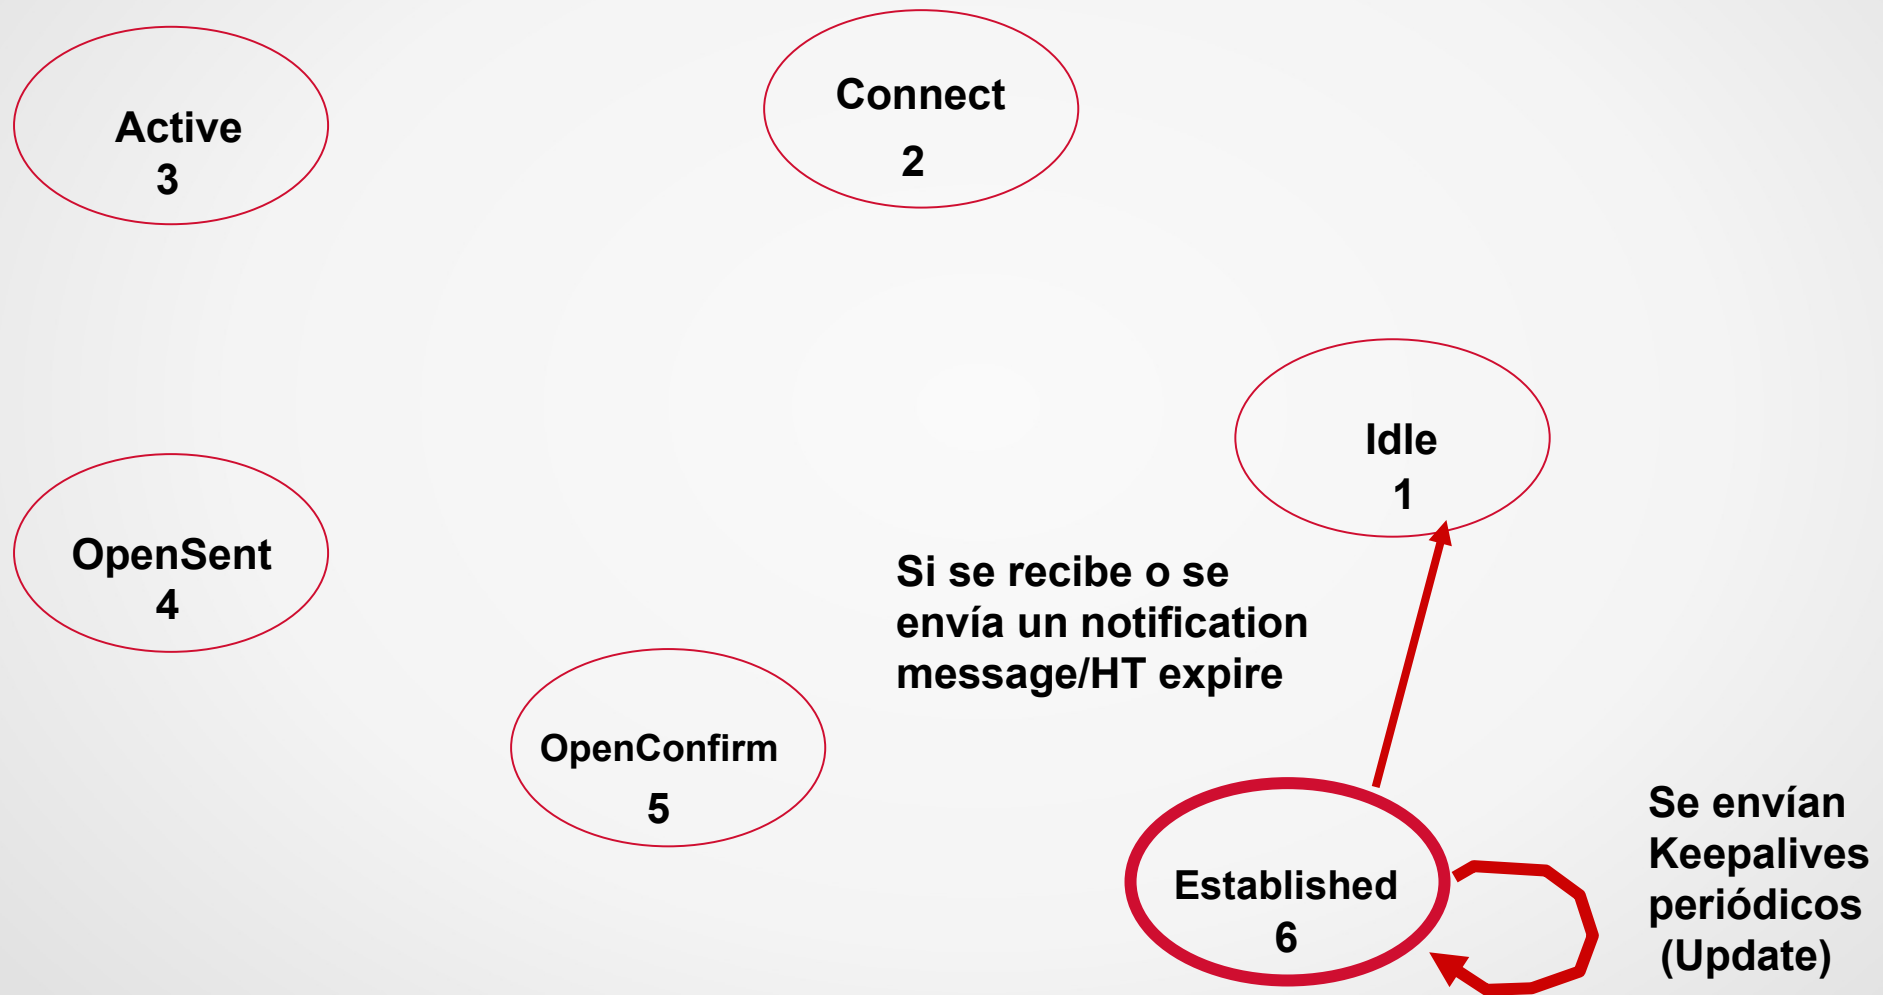 Active
3
Connect
2
Idle
1
OpenSent
4
Si se recibe o se
envía un notification
message/HT expire
OpenConfirm
5
Established
6
Se envían
Keepalives
periódicos
(Update)